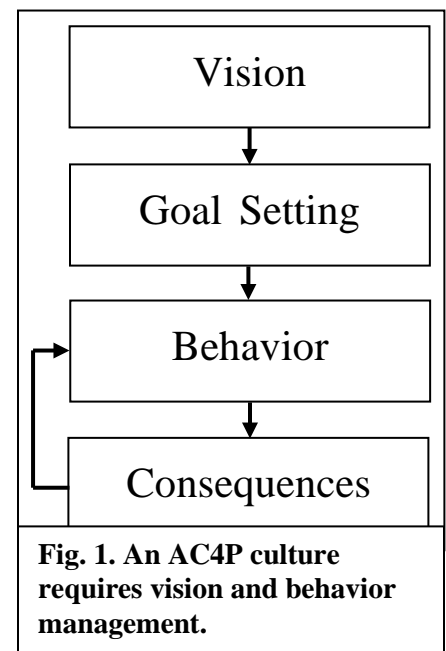 Vision
Goal Setting
Behavior
Consequences
Fig. 1. An AC4P culture
requires vision and behavior
management.